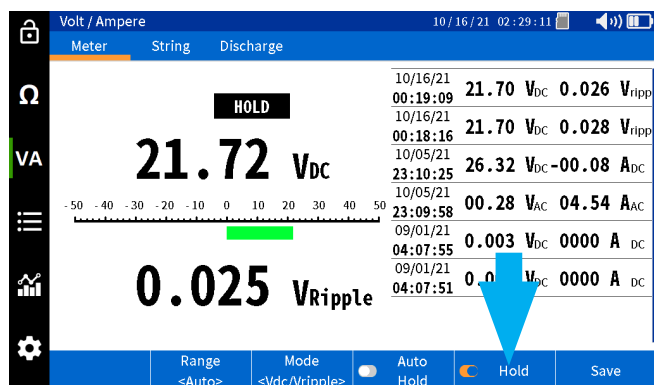 Volt / Ampere
10/16/21 02:29:11
Meter String Discharge
Ω
VA
HOLD
21.72 VDC
-50 -40 -30 -20 -10 0 10 20 30 40 50
0.025 VRipple
10/16/21
00:19:09 21.70 VDC 0.026 Vripp
10/16/21
00:18:16 21.70 VDC 0.028 Vripp
10/05/21
23:10:25 26.32 VDC -00.08 ADC
10/05/21
23:09:58 00.28 VAC 04.54 AAC
09/01/21
04:07:55 0.003 VDC 0000 A DC
09/01/21
04:07:51 VDC 0000 A DC
Range
<Auto>
Mode
<Vdc/Vripple>
Auto
Hold
Hold
Save